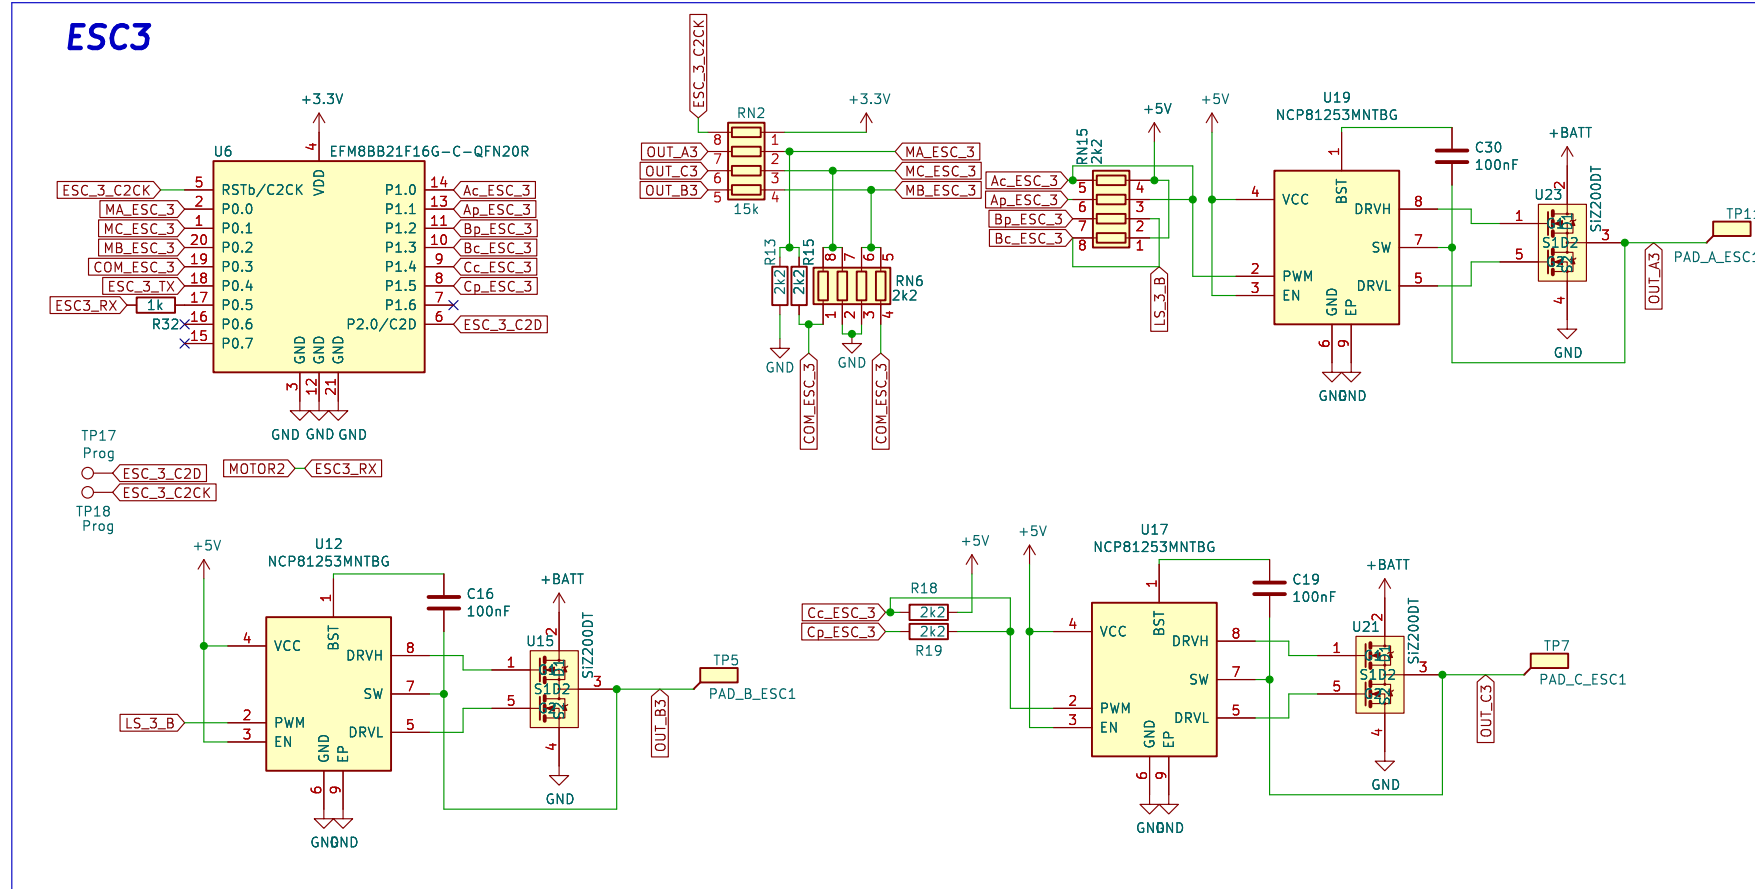 ESC3
+3.3V
U6
EFM8BB21F16G-C-QFN20R
4
VDD
ESC_3_C2CK
5
RSTb/C2CK
P1.0
14
Ac_ESC_3
MA_ESC_3
2
P0.0
P1.1
13
Ap_ESC_3
MC_ESC_3
1
P0.1
P1.2
11
Bp_ESC_3
MB_ESC_3
20
P0.2
P1.3
10
Bc_ESC_3
COM_ESC_3
19
P0.3
P1.4
9
Cc_ESC_3
ESC_3_TX
18
P0.4
P1.5
8
Cp_ESC_3
ESC3_RX
1k
17
P0.5
P1.6
7
R32
16
P0.6
P2.0/C2D
6
ESC_3_C2D
15
P0.7
GND
GND
GND
3
12
21
GND
GND
GND
TP17
Prog
ESC_3_C2D
ESC_3_C2CK
TP18
Prog
MOTOR2
ESC3_RX
ESC_3_C2CK
RN2
+3.3V
8
1
OUT_A3
7
2
MA_ESC_3
OUT_C3
6
3
MC_ESC_3
OUT_B3
5
4
MB_ESC_3
15k
R13
2k2
R15
2k2
8
7
6
5
RN6
2k2
1
2
3
4
GND
GND
COM_ESC_3
COM_ESC_3
RN15
2k2
+5V
+5V
Ac_ESC_3
5
4
Ap_ESC_3
6
3
Bp_ESC_3
7
2
Bc_ESC_3
8
1
LS_3_B
U19
NCP81253MNTBG
1
BST
4
VCC
DRVH
8
SW
7
2
PWM
3
EN
DRVL
5
GND
EP
6
9
GND
GND
C30
100nF
+BATT
2
U23
SiZ200DT
1
S1D2
3
5
4
GND
OUT_A3
TP11
PAD_A_ESC1
+5V
U12
NCP81253MNTBG
1
BST
4
VCC
DRVH
8
SW
7
LS_3_B
2
PWM
3
EN
DRVL
5
GND
EP
6
9
GND
GND
C16
100nF
+BATT
2
U15
SiZ200DT
1
S1D2
3
5
4
GND
OUT_B3
TP5
PAD_B_ESC1
+5V
+5V
R18
Cc_ESC_3
2k2
Cp_ESC_3
2k2
R19
U17
NCP81253MNTBG
1
BST
4
VCC
DRVH
8
SW
7
2
PWM
3
EN
DRVL
5
GND
EP
6
9
GND
GND
C19
100nF
+BATT
2
U21
SiZ200DT
1
S1D2
3
5
4
GND
OUT_C3
TP7
PAD_C_ESC1